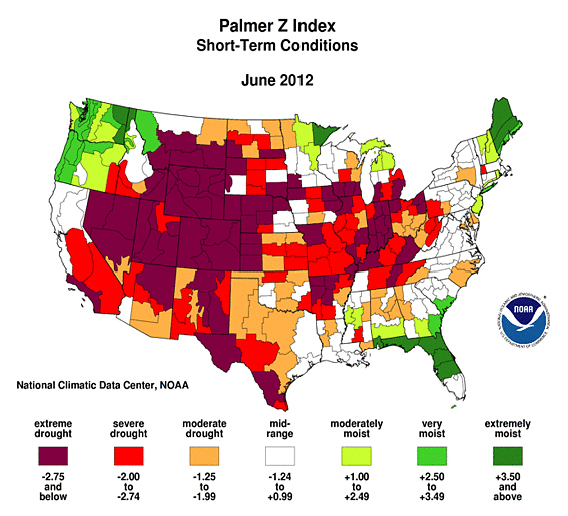 Palmer Z Index
Short-Term Conditions
June 2012
NOAA
National Climatic Data Center, NOAA
extreme drought
severe drought
moderate drought
mid-range
moderately moist
very moist
extremely moist
-2.75 and below
-2.00 to -2.74
-1.25 to -1.99
-1.24 to +0.99
+1.00 to +2.49
+2.50 to +3.49
+3.50 and above